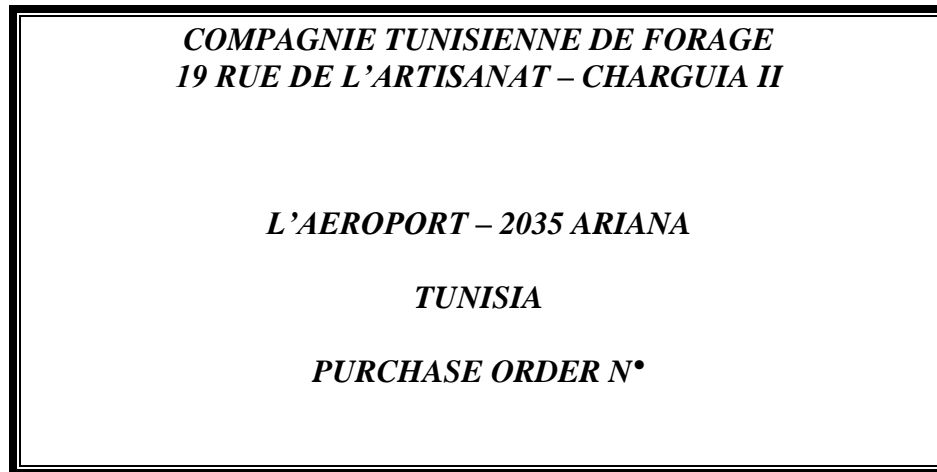 COMPAGNIE TUNISIENNE DE FORAGE
19 RUE DE L’ARTISANAT – CHARGUIA II
L’AEROPORT – 2035 ARIANA
TUNISIA
PURCHASE ORDER N•